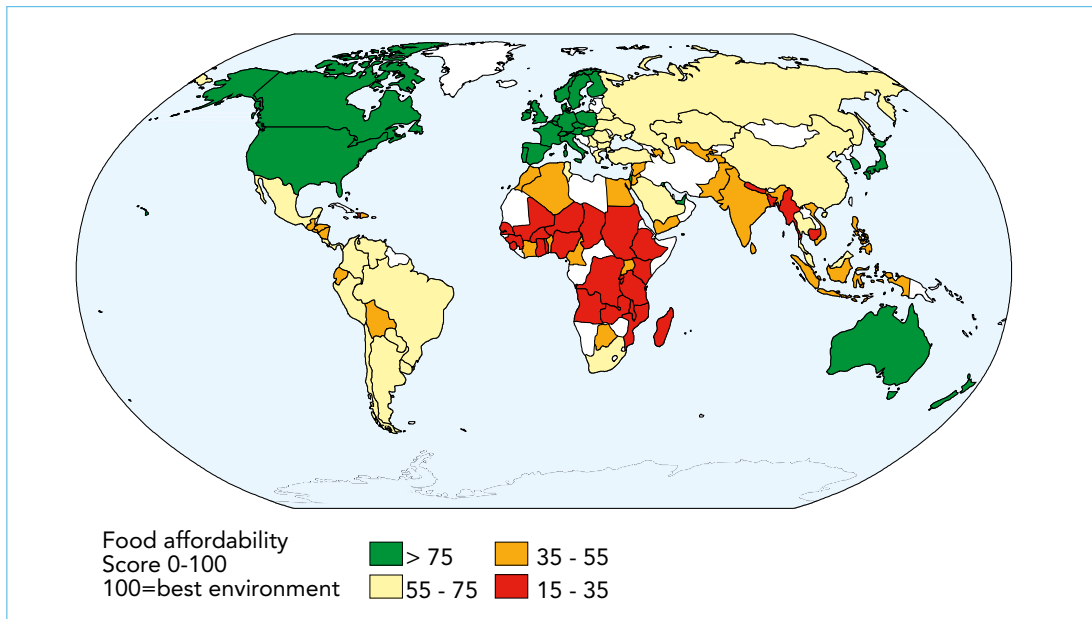 Food affordability
Score 0-100
100=best environment
> 75
35 - 55
55 - 75
15 - 35